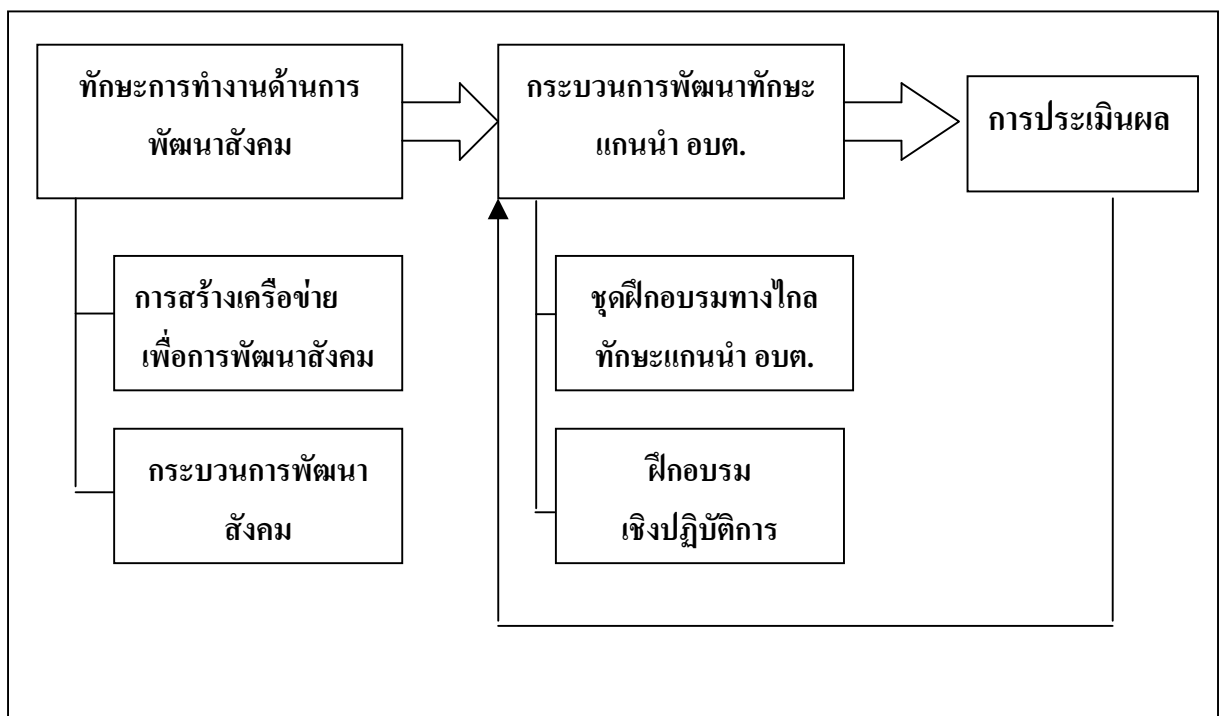 ทักษะการทำงานด้านการ
พัฒนาสังคม
กระบวนการพัฒนาทักษะ
แกนนำ อบต.
การประเมินผล
การสร้างเครือข่าย
เพื่อการพัฒนาสังคม
ชุดฝึกอบรมทางไกล
ทักษะแกนนำ อบต.
กระบวนการพัฒนา
สังคม
ฝึกอบรม
เชิงปฏิบัติการ